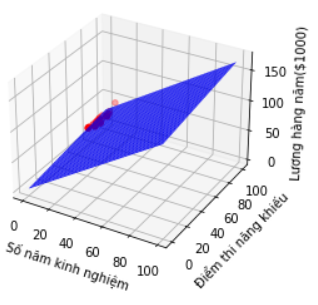 Lương hàng năm($1000)
150
100
50
0
0 20 40 60 80 100
Số năm kinh nghiệm
0 20 40 60 80 100
Điểm thi năng khiếu